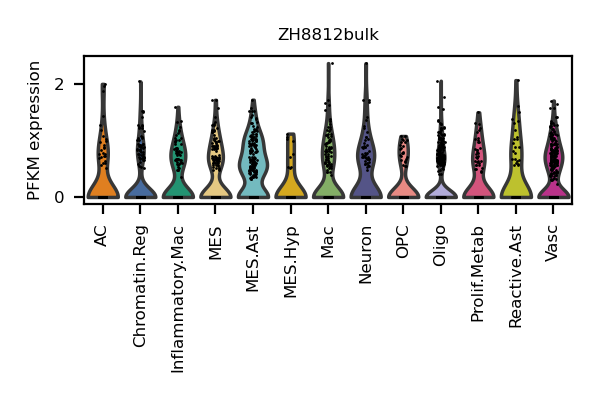 ZH8812bulk
PFKM expression
2
0
AC
Chromatin.Reg
Inflammatory.Mac
MES
MES.Ast
MES.Hyp
Mac
Neuron
OPC
Oligo
Prolif.Metab
Reactive.Ast
Vasc